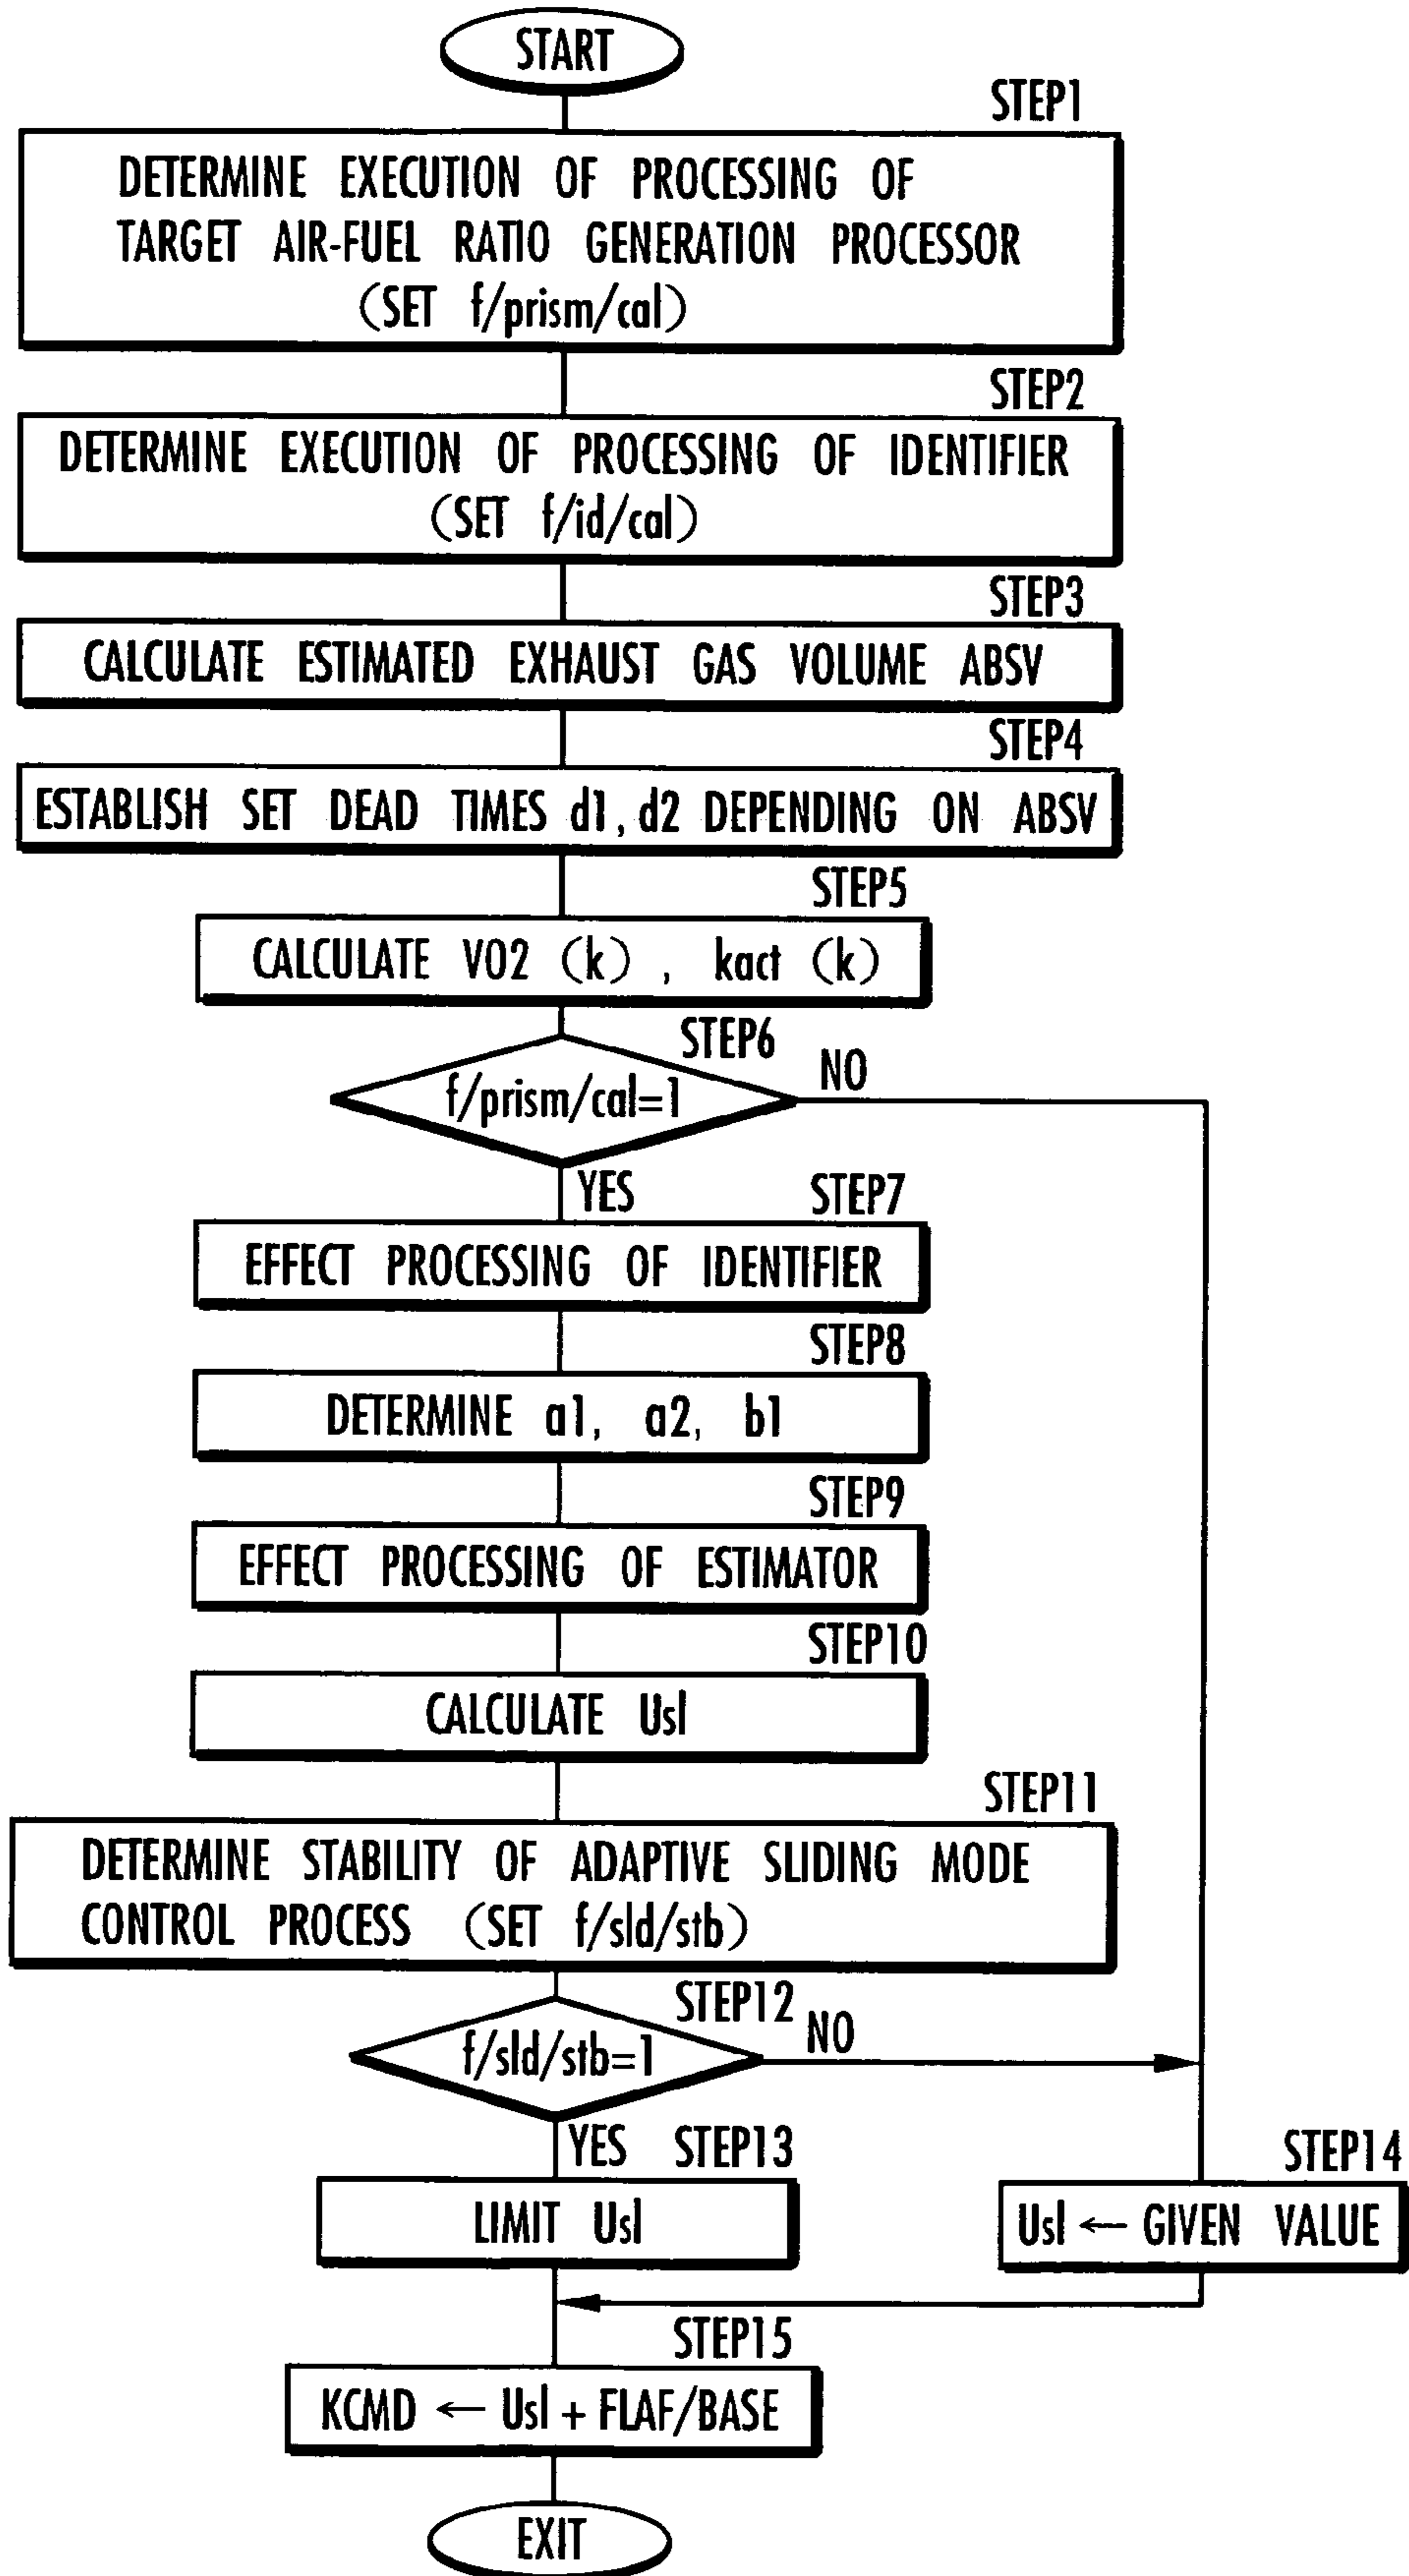 START
STEP1
DETERMINE EXECUTION OF PROCESSING OF
TARGET AIR-FUEL RATIO GENERATION PROCESSOR
(SET f/prism/cal)
STEP2
DETERMINE EXECUTION OF PROCESSING OF IDENTIFIER
(SET f/id/cal)
STEP3
CALCULATE ESTIMATED EXHAUST GAS VOLUME ABSV
STEP4
ESTABLISH SET DEAD TIMES d1, d2 DEPENDING ON ABSV
STEP5
CALCULATE VO2 (k), kact (k)
STEP6
f/prism/cal=1
NO
YES
STEP7
EFFECT PROCESSING OF IDENTIFIER
STEP8
DETERMINE a1, a2, b1
STEP9
EFFECT PROCESSING OF ESTIMATOR
STEP10
CALCULATE Usl
STEP11
DETERMINE STABILITY OF ADAPTIVE SLIDING MODE
CONTROL PROCESS (SET f/sld/stb)
STEP12
f/sld/stb=1
NO
YES
STEP13
LIMIT Usl
STEP14
Usl ← GIVEN VALUE
STEP15
KCMD ← Usl + FLAF/BASE
EXIT